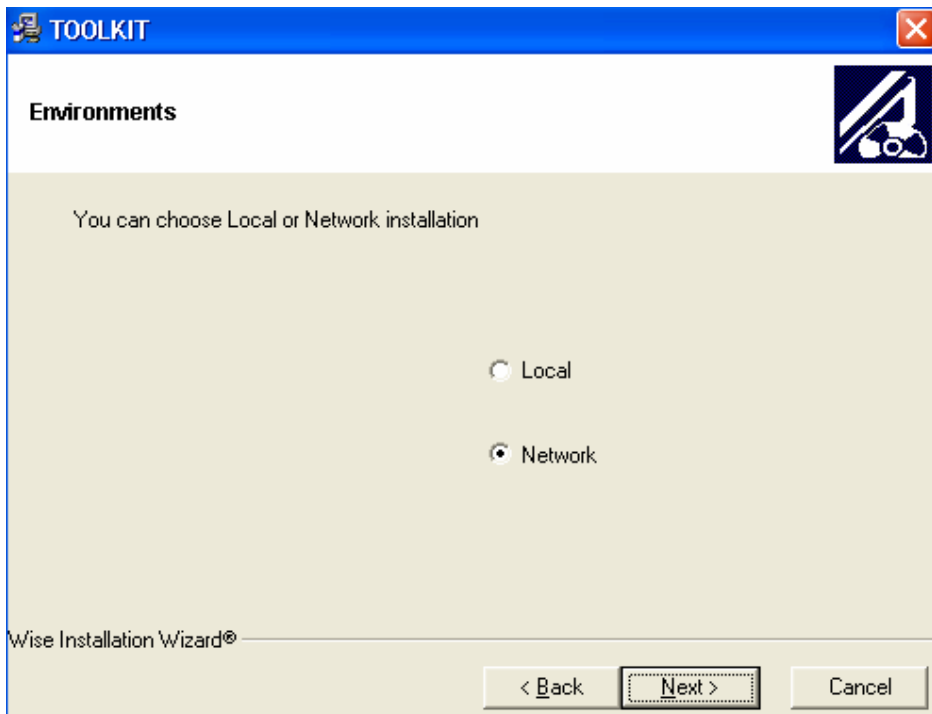 TOOLKIT
Environments
You can choose Local or Network installation
Local
Network
Wise Installation Wizard®
< Back
Next >
Cancel